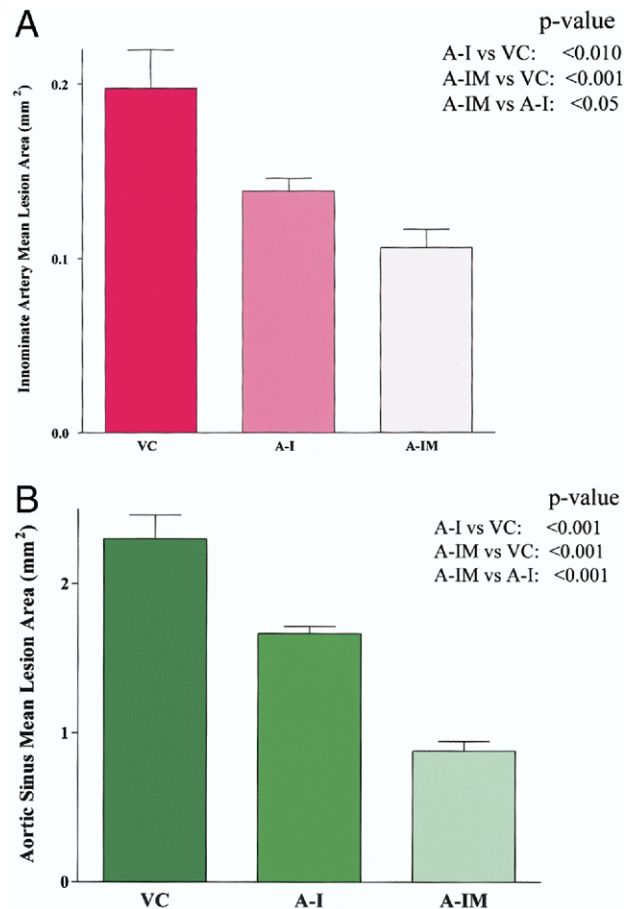 A
p-value
A-I vs VC: <0.010
A-IM vs VC: <0.001
A-IM vs A-I: <0.05
Innominate Artery Mean Lesion Area (mm²)
0.2
0.1
0.0
VC A-I A-IM
B
p-value
A-I vs VC: <0.001
A-IM vs VC: <0.001
A-IM vs A-I: <0.001
Aortic Sinus Mean Lesion Area (mm²)
2
1
0
VC A-I A-IM